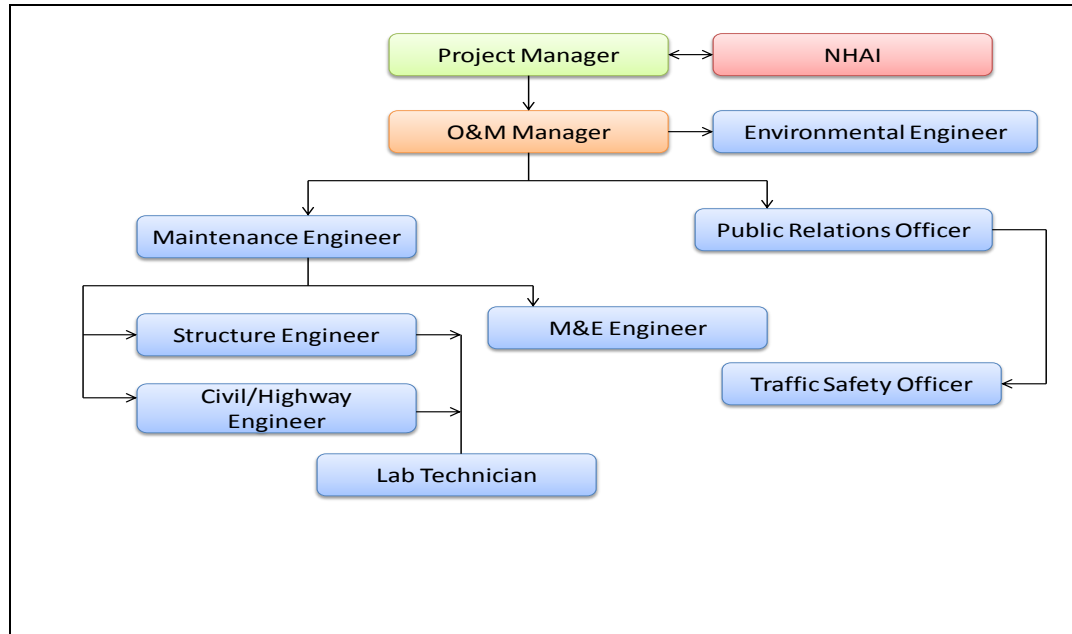 Project Manager
NHAI
O&M Manager
Environmental Engineer
Maintenance Engineer
Public Relations Officer
Structure Engineer
M&E Engineer
Civil/Highway
Engineer
Traffic Safety Officer
Lab Technician